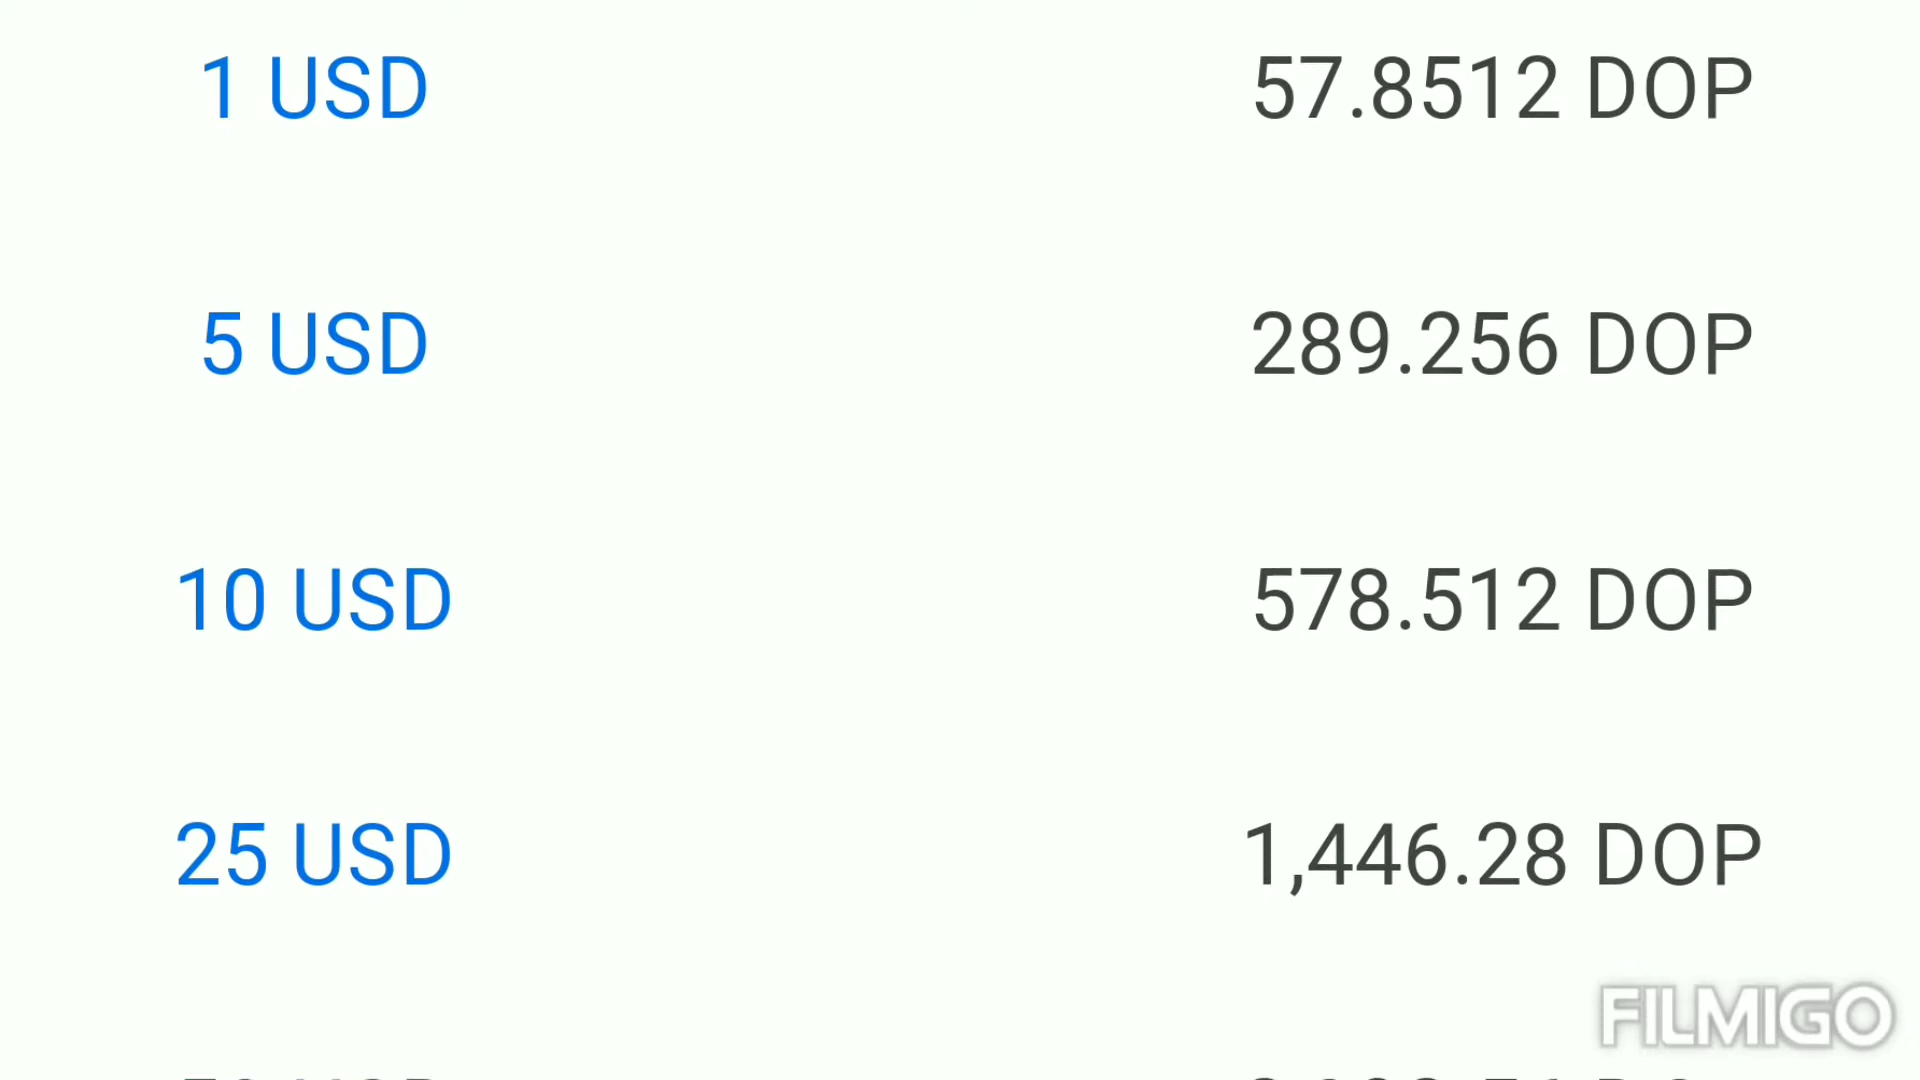 1 USD 57.8512 DOP
5 USD 289.256 DOP
10 USD 578.512 DOP
25 USD 1,446.28 DOP
FILMIGO